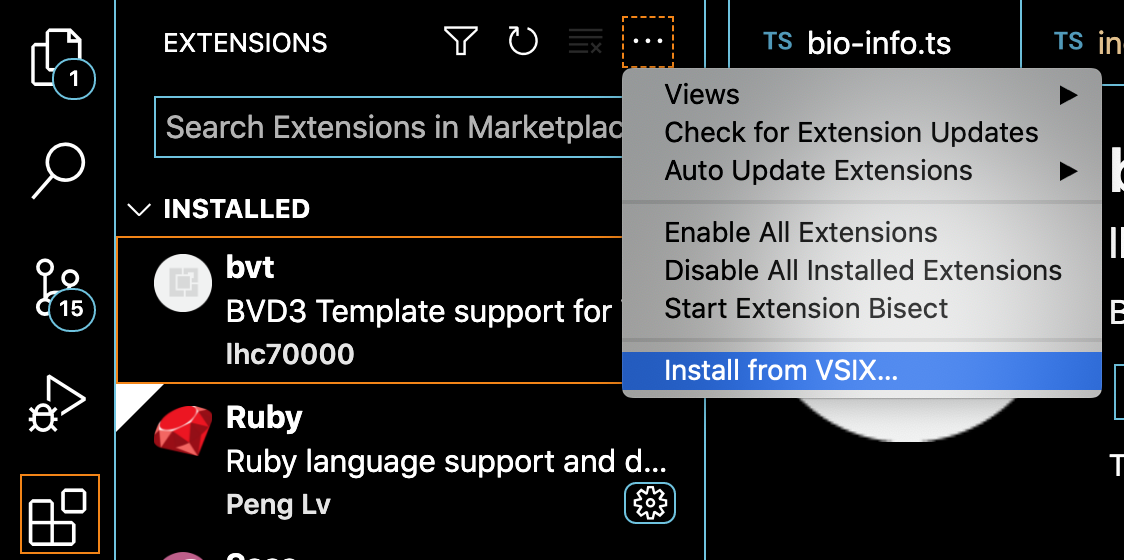 EXTENSIONS
TS bio-info.ts
TS
1
Search Extensions in Marketplac
Views
Check for Extension Updates
Auto Update Extensions
INSTALLED
Enable All Extensions
Disable All Installed Extensions
Start Extension Bisect
Install from VSIX...
bvt
BVD3 Template support for
lhc70000
15
Ruby
Ruby language support and d...
Peng Lv